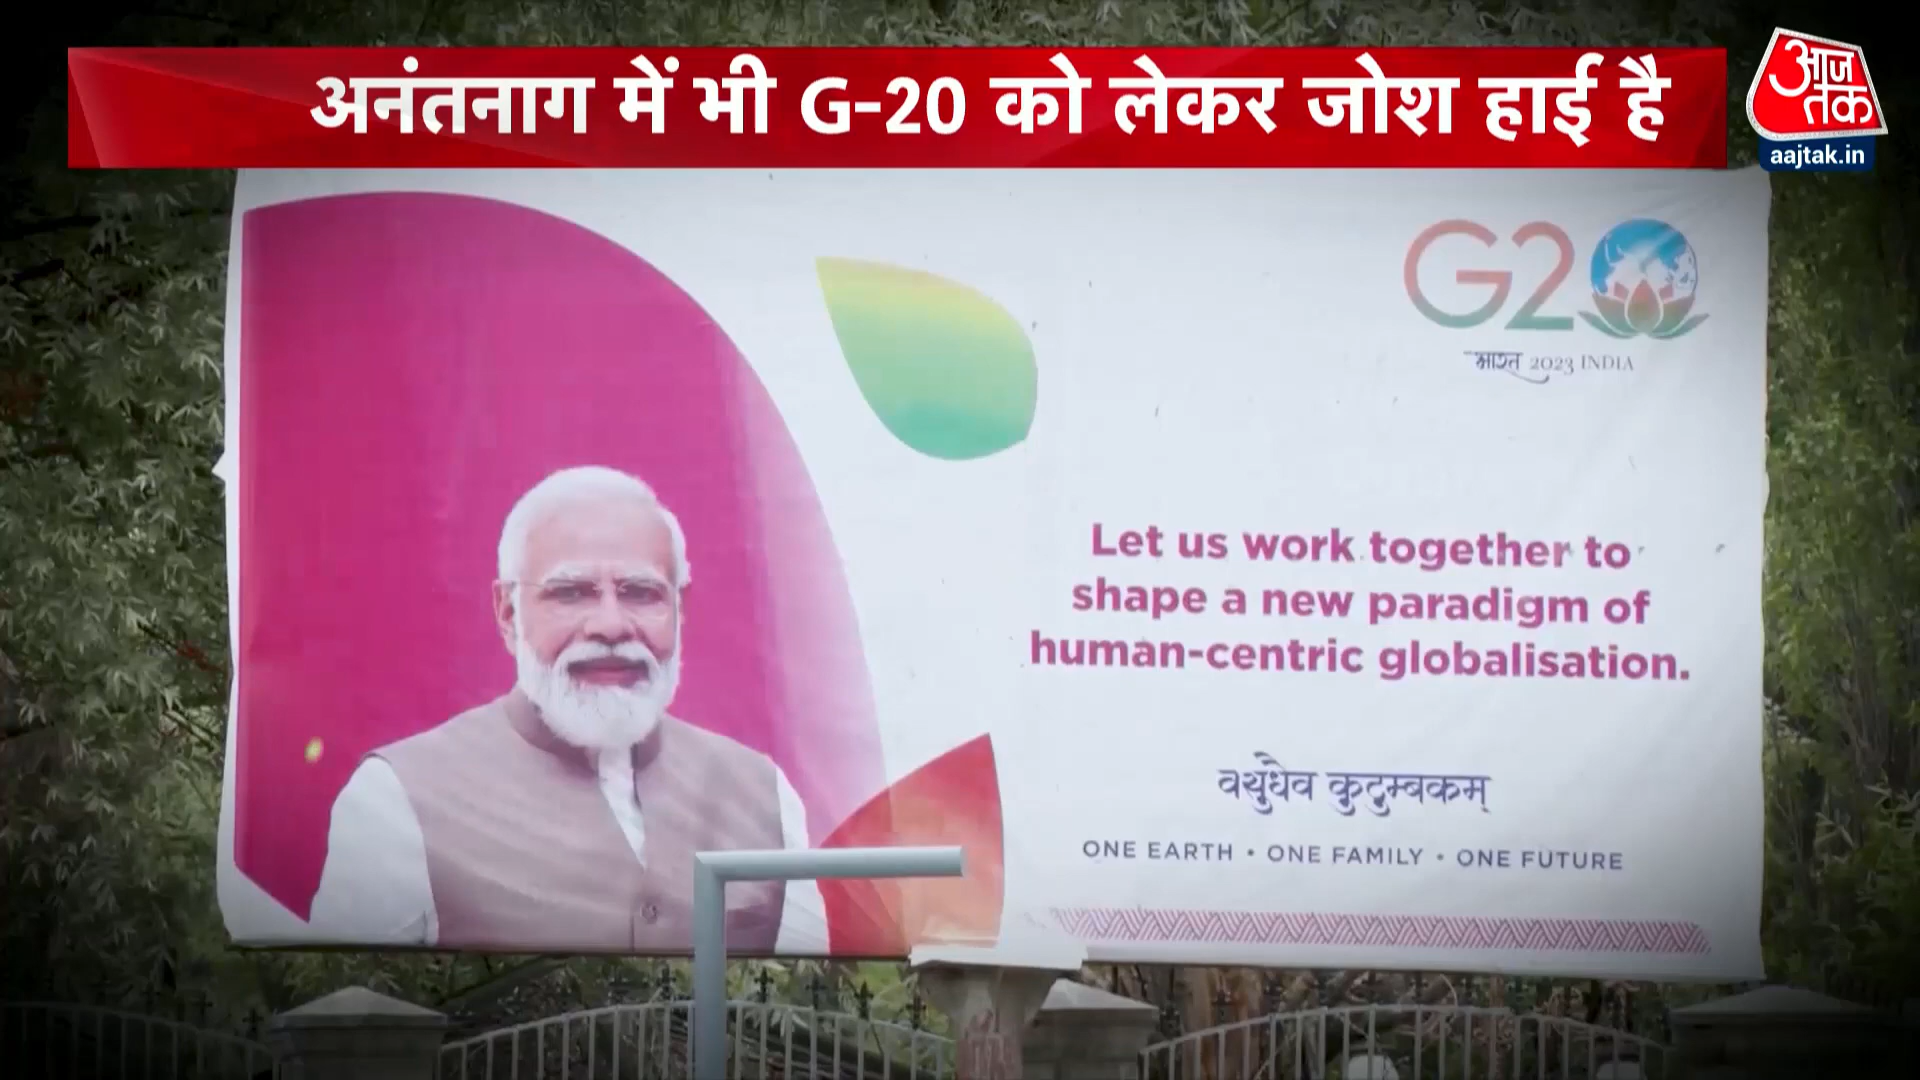 अनंतनाग में भी G-20 को लेकर जोश हाई है
आज
तक
aajtak.in
G20
भारत 2023 INDIA
Let us work together to
shape a new paradigm of
human-centric globalisation.
वसुधैव कुटुम्बकम्
ONE EARTH • ONE FAMILY • ONE FUTURE